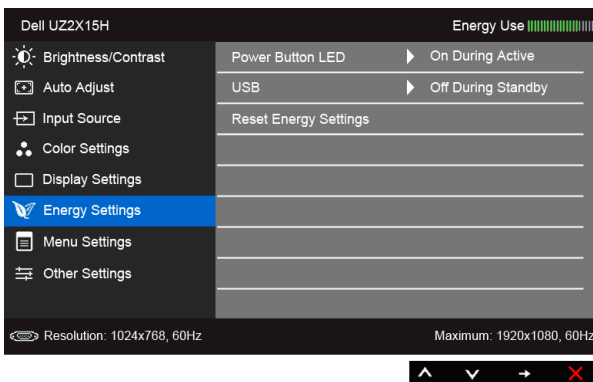 Dell UZ2X15H
Energy Use
Brightness/Contrast
Auto Adjust
Input Source
Color Settings
Display Settings
Energy Settings
Menu Settings
Other Settings
Power Button LED On During Active
USB Off During Standby
Reset Energy Settings
Resolution: 1024x768, 60Hz
Maximum: 1920x1080, 60Hz